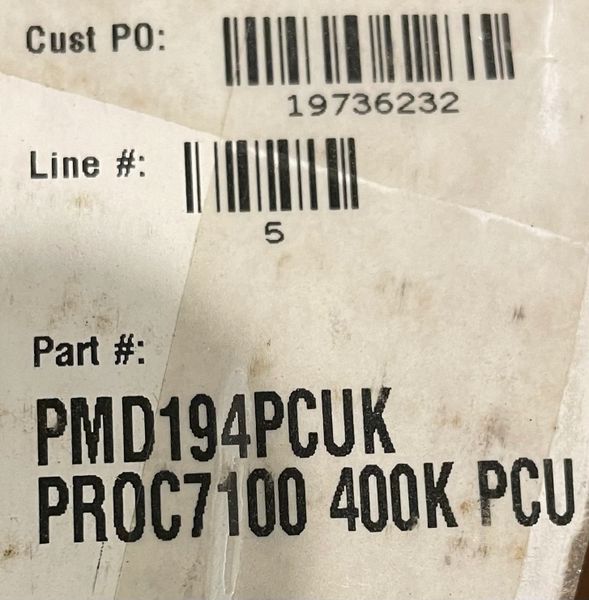 Cust PO:
19736232
Line #:
5
Part #:
PMD194PCUK
PROC7100 400K PCU